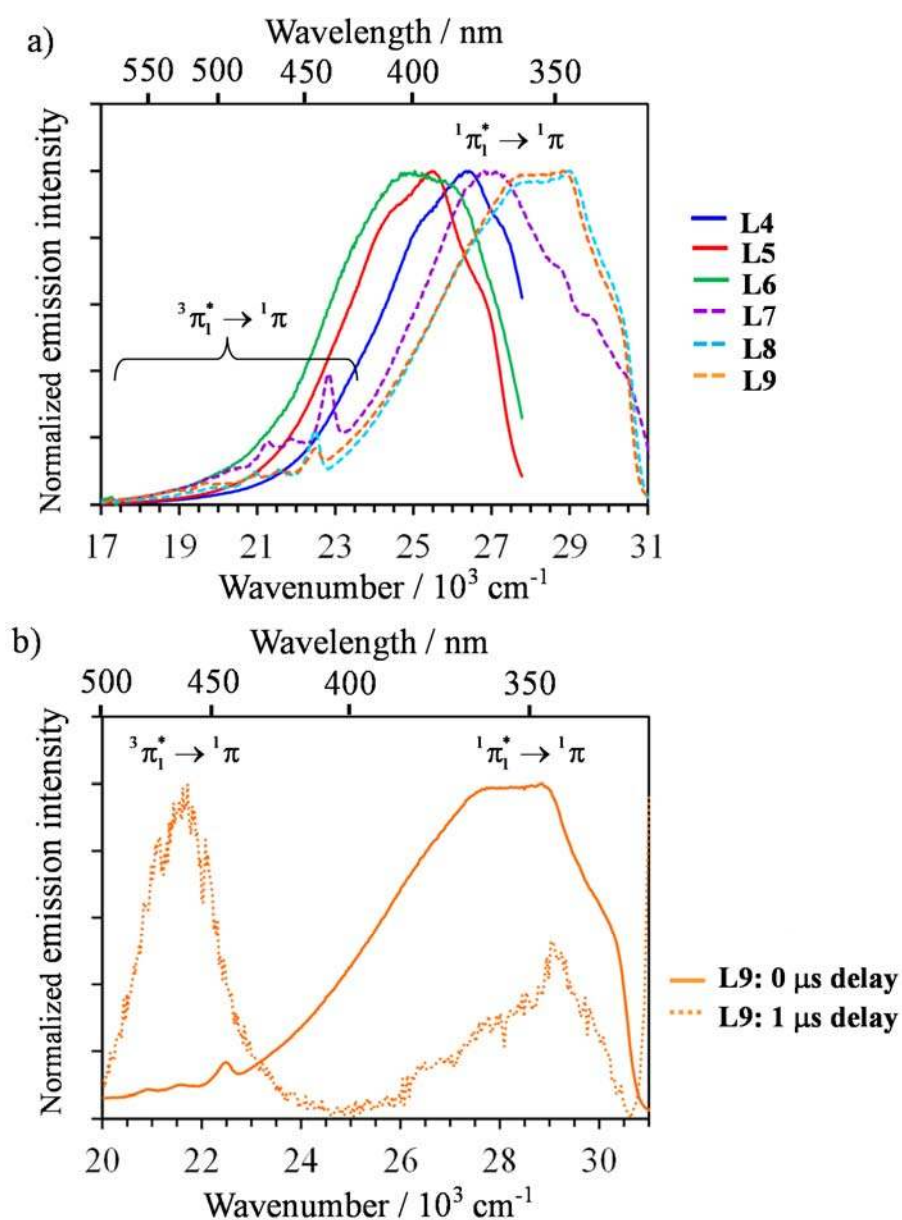 a)
Wavelength / nm
550 500 450 400 350
Normalized emission intensity
³π₁* → ¹π
¹π₁* → ¹π
17 19 21 23 25 27 29 31
Wavenumber / 10³ cm⁻¹
L4
L5
L6
L7
L8
L9
b)
Wavelength / nm
500 450 400 350
Normalized emission intensity
³π₁* → ¹π
¹π₁* → ¹π
20 22 24 26 28 30
Wavenumber / 10³ cm⁻¹
L9: 0 μs delay
L9: 1 μs delay